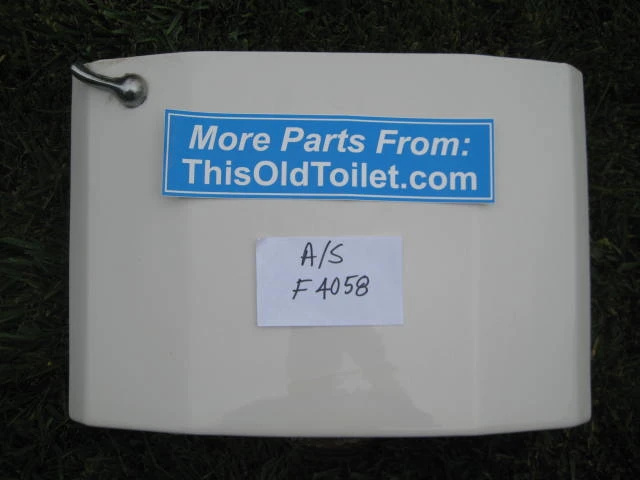 More Parts From:
ThisOldToilet.com
A/S
F4058